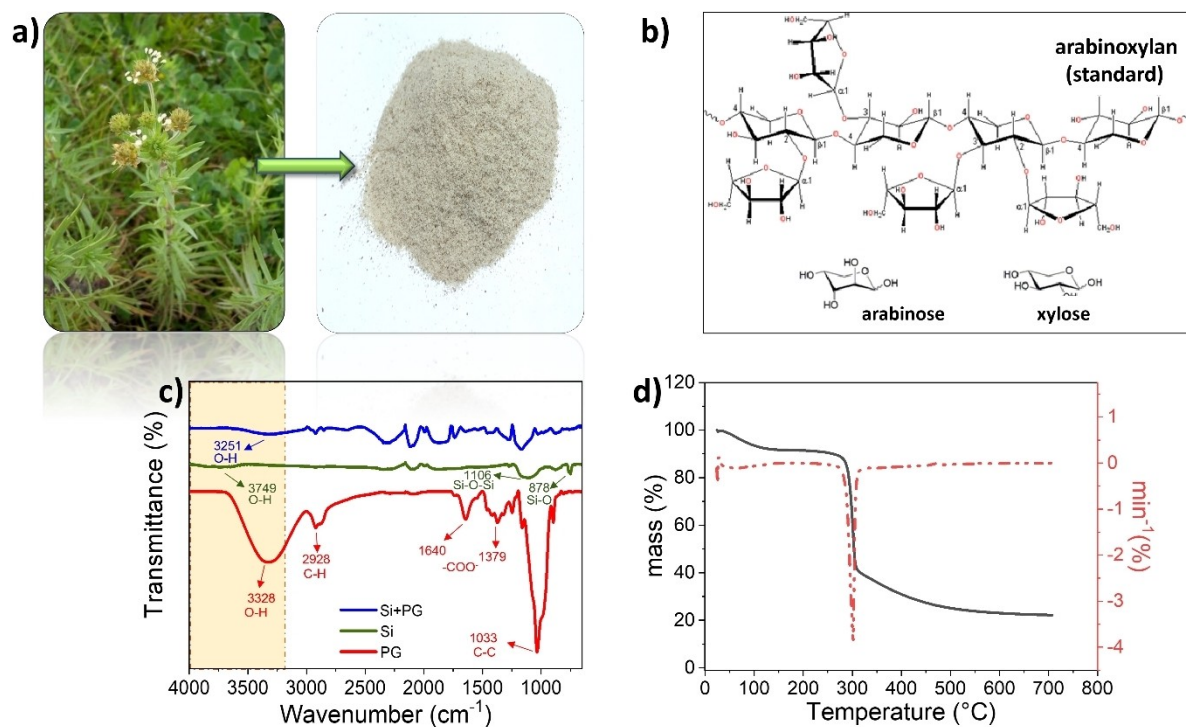 a)
b)
arabinoxylan
(standard)
arabinose
xylose
c)
Transmittance (%)
3251
O-H
3749
O-H
1106
Si-O-Si
878
Si-O
2928
C-H
1640
-COO⁻
1379
3328
O-H
1033
C-C
Si+PG
Si
PG
4000 3500 3000 2500 2000 1500 1000
Wavenumber (cm⁻¹)
d)
mass (%)
120
100
80
60
40
20
0
0 100 200 300 400 500 600 700 800
Temperature (°C)
1
0
-1
-2
-3
-4
min⁻¹(%)